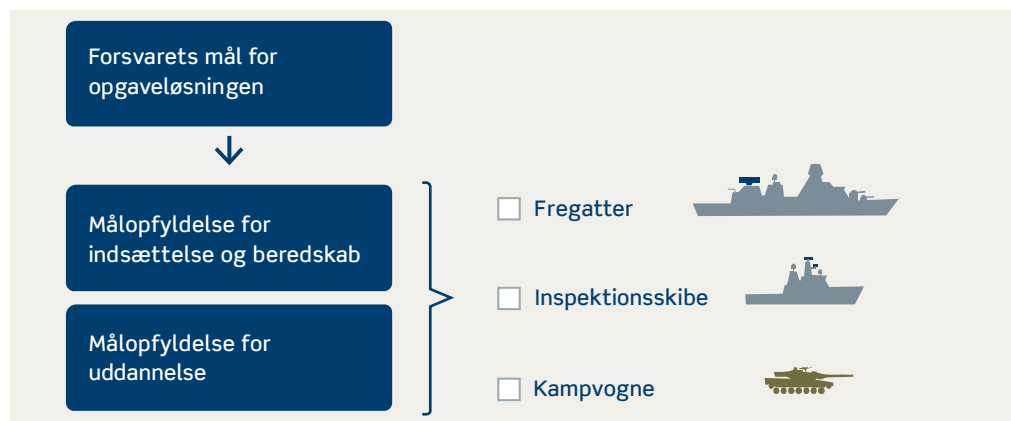 Forsvarets mål for
opgaveløsningen
Målopfyldelse for
indsættelse og beredskab
Målopfyldelse for
uddannelse
Fregatter
Inspektionsskibe
Kampvogne